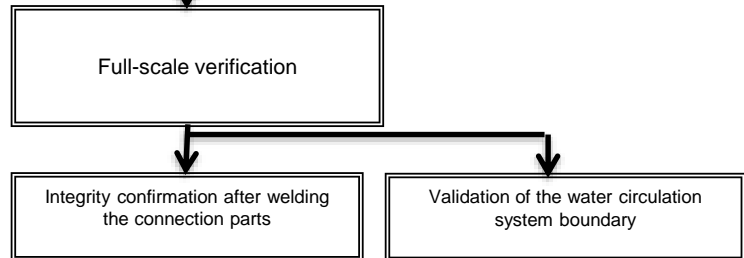 Full-scale verification
Integrity confirmation after welding
the connection parts
Validation of the water circulation
system boundary